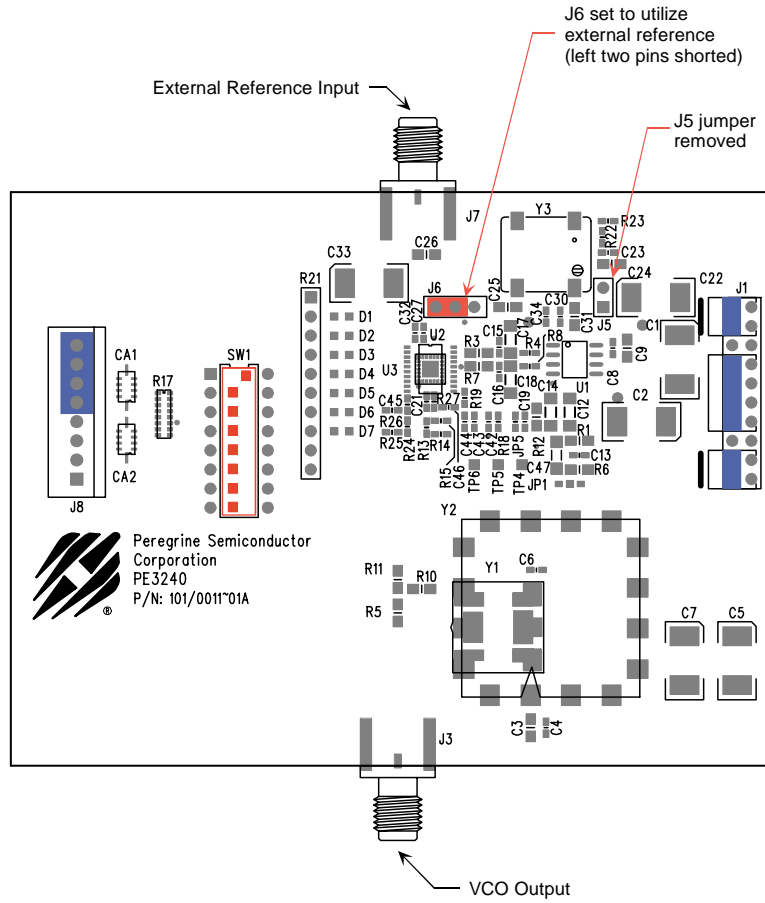 J6 set to utilize
external reference
(left two pins shorted)
External Reference Input
J5 jumper
removed
J7
Y3
R23
R22
C23
C26
C33
C24
C22
J1
R21
J6
C25
C32
C27
C15
C17
C34
C30
C31
J5
C1
D1
D2
D3
D4
D5
D6
D7
U2
U3
R3
R7
R4
R8
U1
C8
C9
C16
C18
C14
C12
C2
CA1
CA2
R17
SW1
J8
C45
R26
R25
R24
C21
R13
R27
R14
R19
C19
R15
C46
C44
C43
C42
R18
JP5
R12
R1
C13
R6
C47
JP1
TP6
TP5
TP4
Peregrine Semiconductor
Corporation
PE3240
P/N: 101/0011~01A
®
Y2
Y1
C6
R11
R10
R5
C7
C5
C3
C4
J3
VCO Output